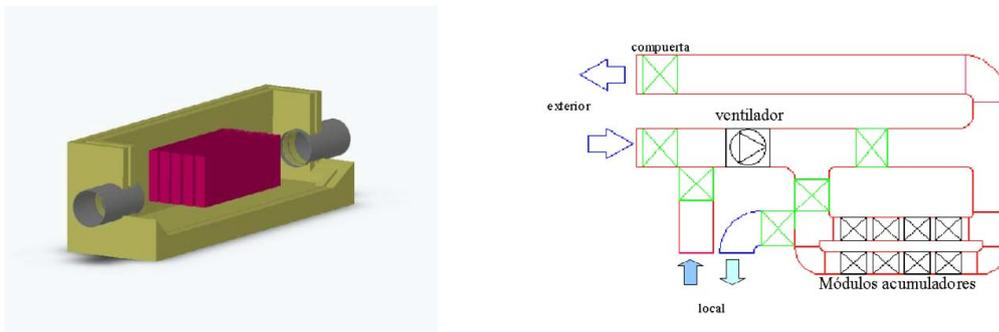 compuerta
exterior
ventilador
Módulos acumuladores
local